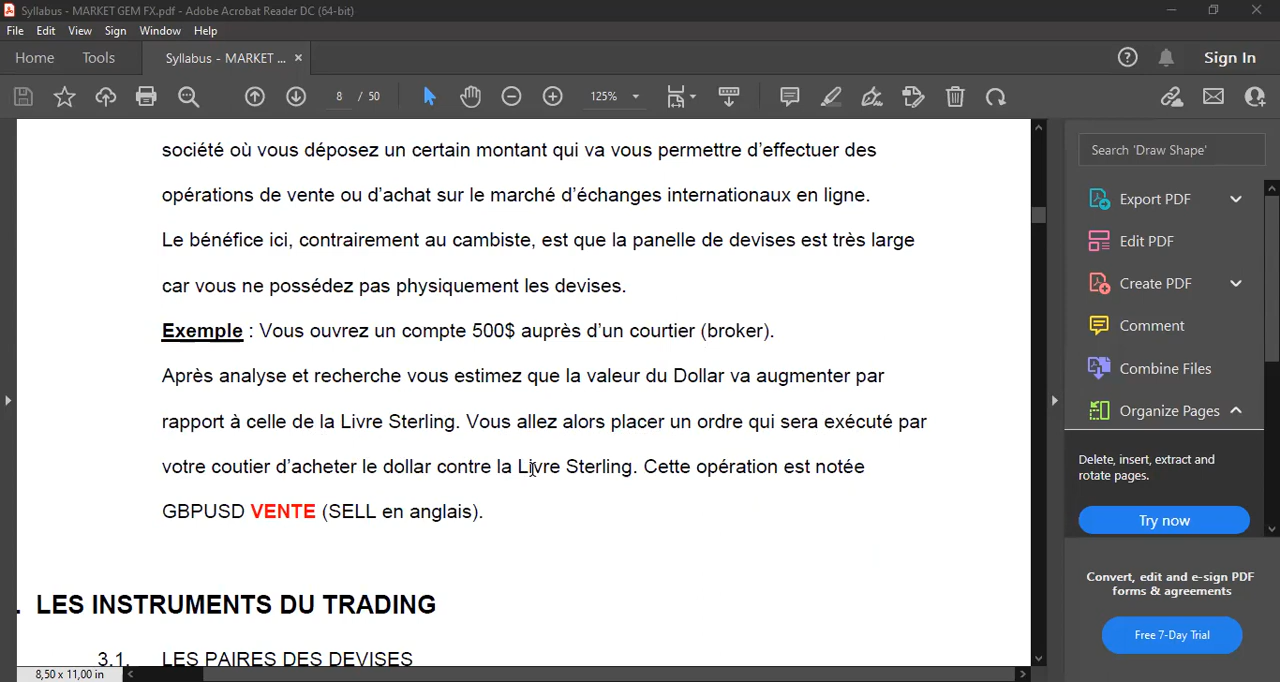 Syllabus - MARKET GEM FX.pdf - Adobe Acrobat Reader DC (64-bit)
File Edit View Sign Window Help
Home Tools Syllabus - MARKET ... × Sign In
8 / 50 125%
société où vous déposez un certain montant qui va vous permettre d’effectuer des
opérations de vente ou d’achat sur le marché d’échanges internationaux en ligne.
Le bénéfice ici, contrairement au cambiste, est que la panelle de devises est très large
car vous ne possédez pas physiquement les devises.
Exemple : Vous ouvrez un compte 500$ auprès d’un courtier (broker).
Après analyse et recherche vous estimez que la valeur du Dollar va augmenter par
rapport à celle de la Livre Sterling. Vous allez alors placer un ordre qui sera exécuté par
votre coutier d’acheter le dollar contre la Livre Sterling. Cette opération est notée
GBPUSD VENTE (SELL en anglais).
. LES INSTRUMENTS DU TRADING
3.1. LES PAIRES DES DEVISES
8,50 x 11,00 in
Search 'Draw Shape'
Export PDF
Edit PDF
Create PDF
Comment
Combine Files
Organize Pages
Delete, insert, extract and
rotate pages.
Try now
Convert, edit and e-sign PDF
forms & agreements
Free 7-Day Trial